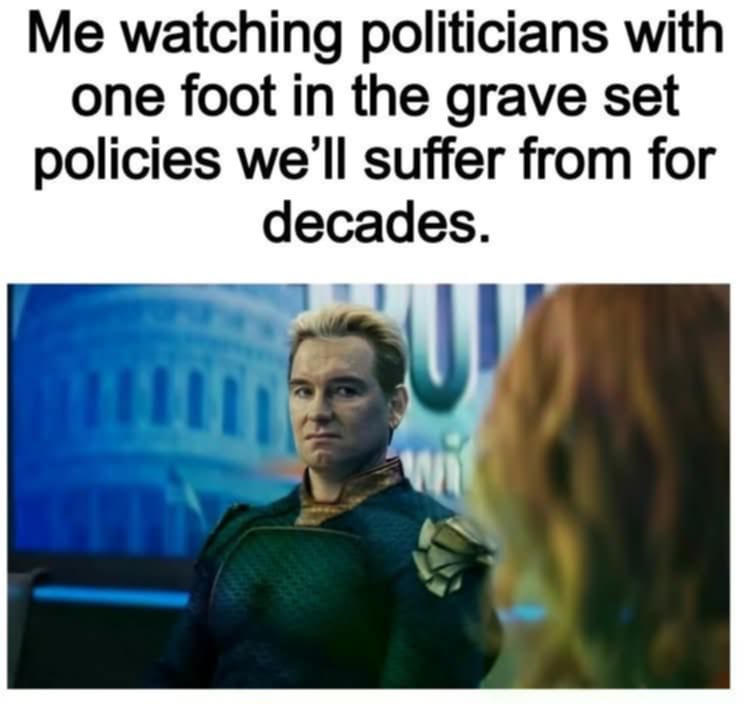 Me watching politicians with
one foot in the grave set
policies we’ll suffer from for
decades.